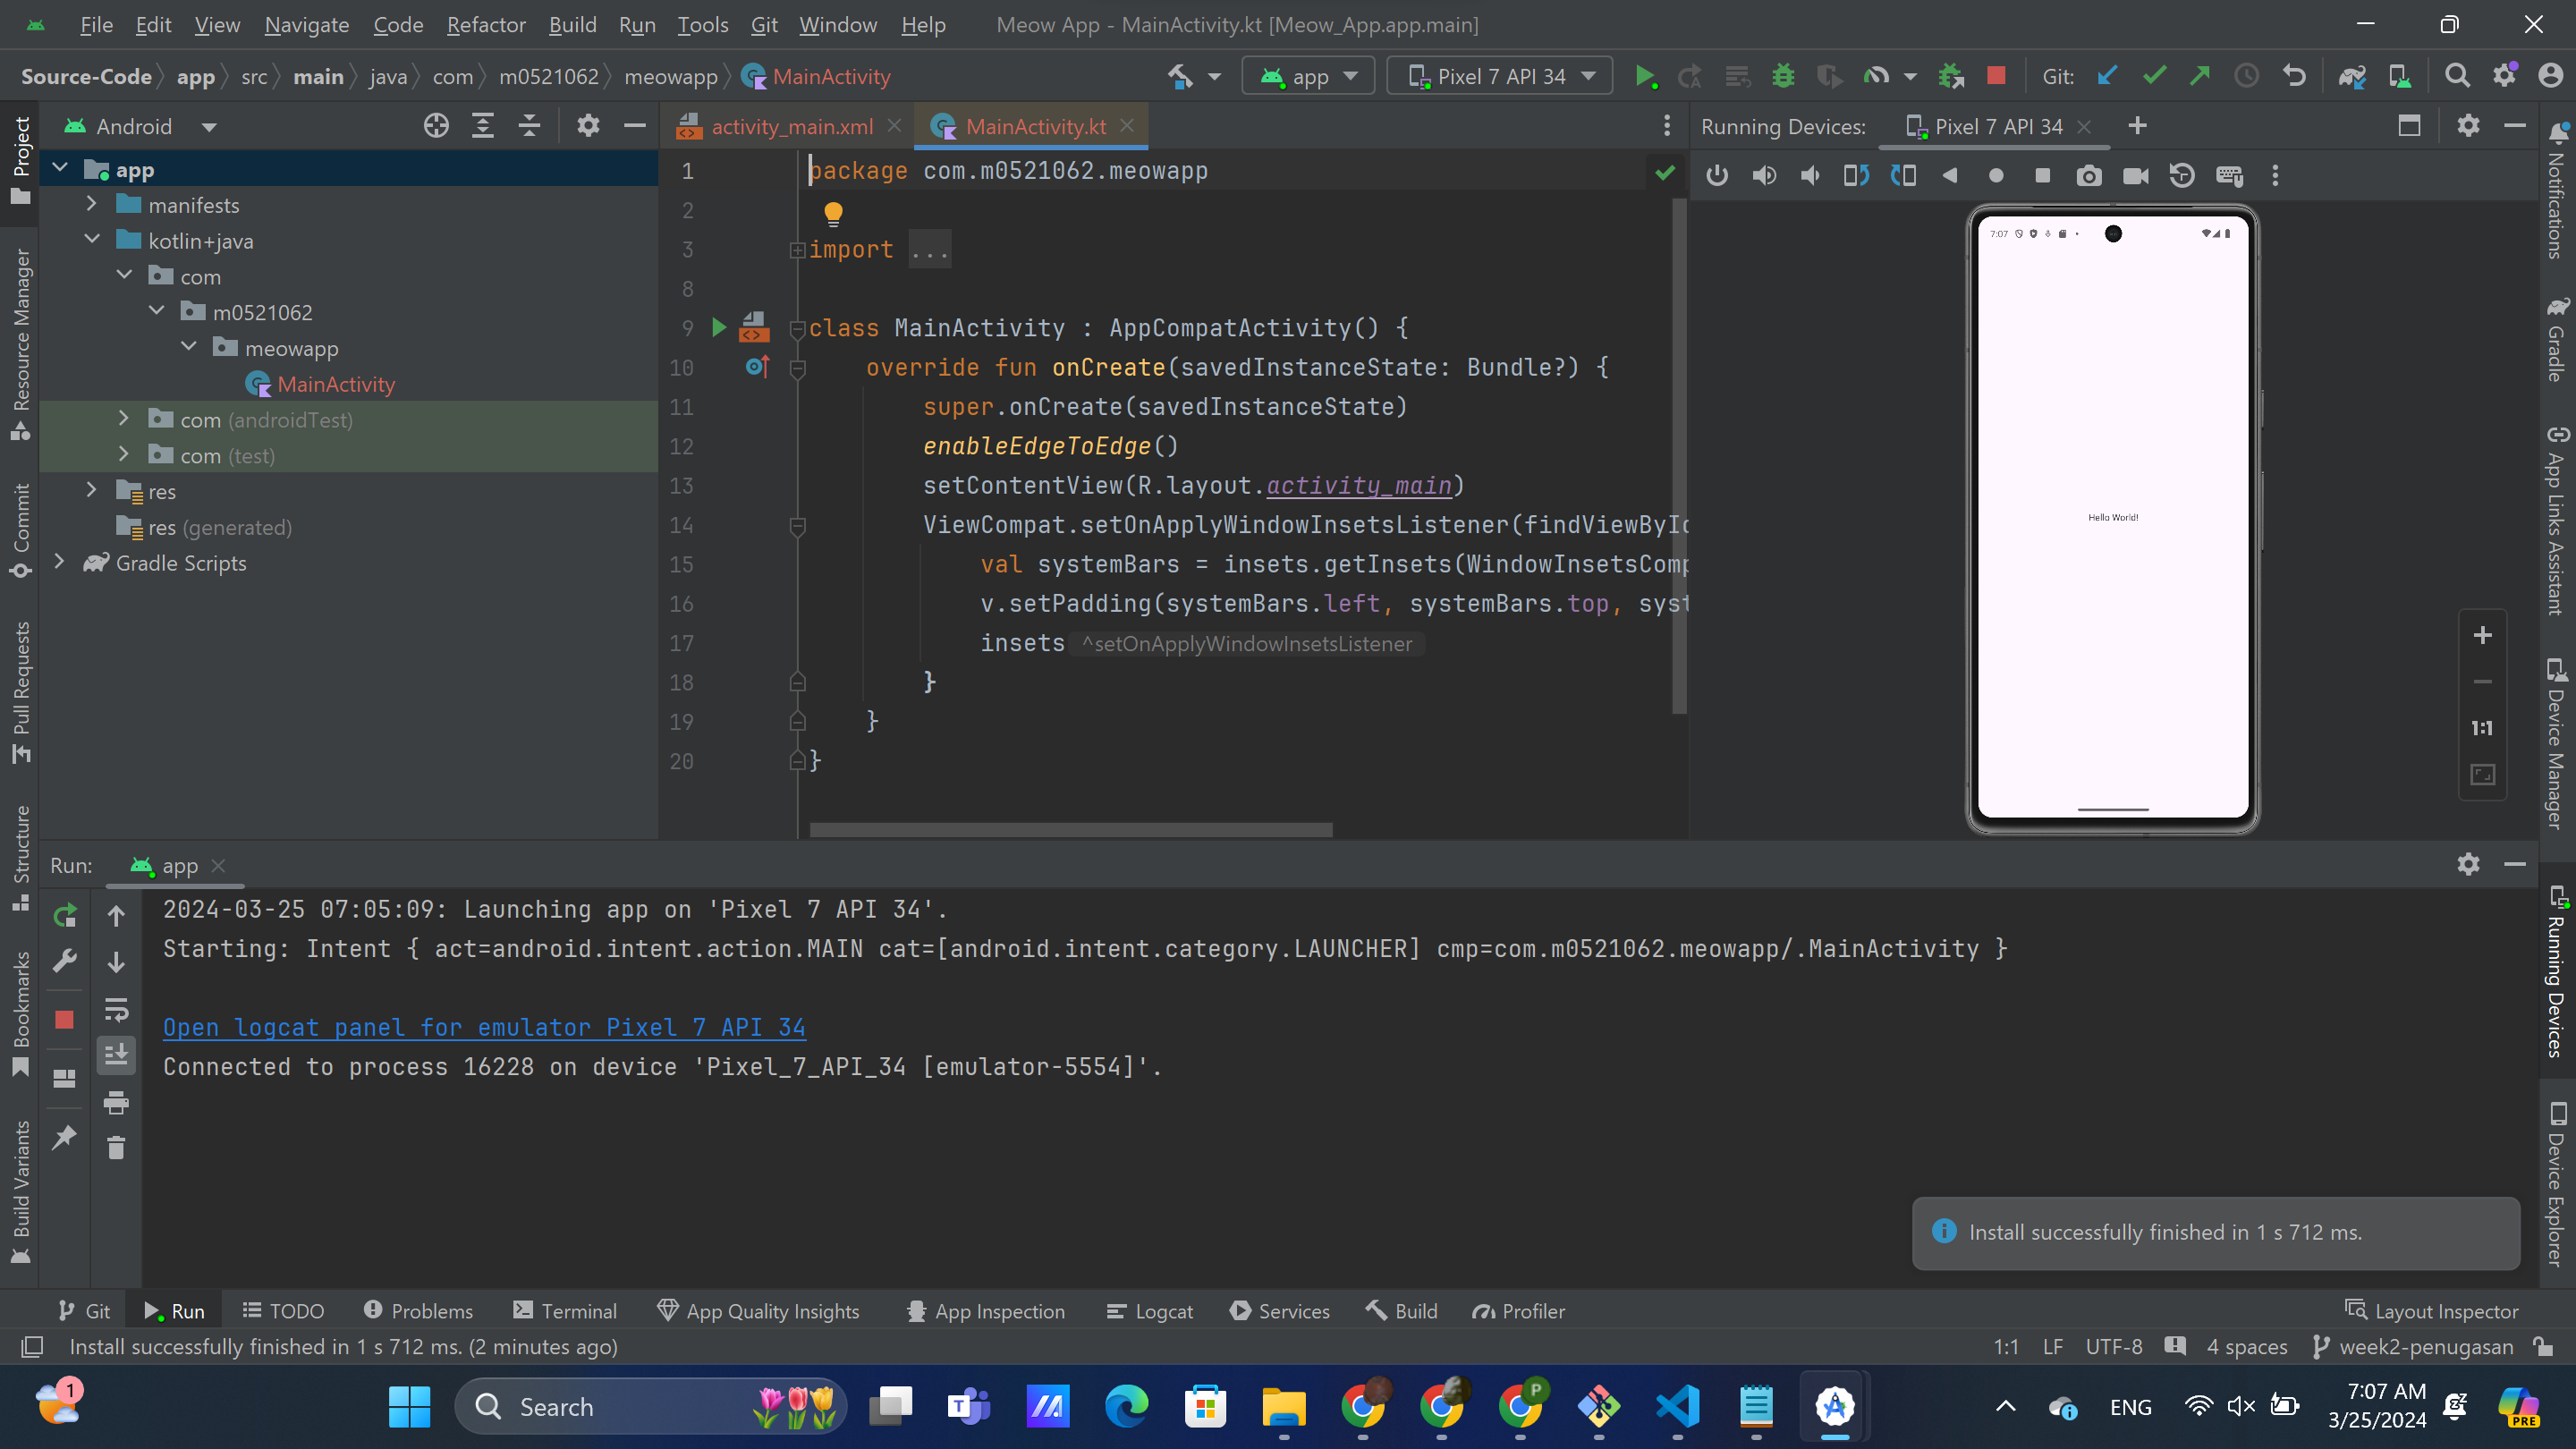 File Edit View Navigate Code Refactor Build Run Tools Git Window Help Meow App - MainActivity.kt [Meow_App.app.main]
Source-Code app src main java com m0521062 meowapp MainActivity app Pixel 7 API 34 Git:
Project
Resource Manager
Commit
Pull Requests
Structure
Bookmarks
Build Variants
Android
app
manifests
kotlin+java
com
m0521062
meowapp
MainActivity
com (androidTest)
com (test)
res
res (generated)
Gradle Scripts
activity_main.xml MainActivity.kt
1 package com.m0521062.meowapp
2
3 import ...
8
9 class MainActivity : AppCompatActivity() {
10 override fun onCreate(savedInstanceState: Bundle?) {
11 super.onCreate(savedInstanceState)
12 enableEdgeToEdge()
13 setContentView(R.layout.activity_main)
14 ViewCompat.setOnApplyWindowInsetsListener(findViewById
15 val systemBars = insets.getInsets(WindowInsetsComp
16 v.setPadding(systemBars.left, systemBars.top, syst
17 insets ^setOnApplyWindowInsetsListener
18 }
19 }
20 }
Running Devices: Pixel 7 API 34
7:07
Hello World!
1:1
Notifications
Gradle
App Links Assistant
Device Manager
Running Devices
Device Explorer
Run: app
2024-03-25 07:05:09: Launching app on 'Pixel 7 API 34'.
Starting: Intent { act=android.intent.action.MAIN cat=[android.intent.category.LAUNCHER] cmp=com.m0521062.meowapp/.MainActivity }
Open logcat panel for emulator Pixel 7 API 34
Connected to process 16228 on device 'Pixel_7_API_34 [emulator-5554]'.
Install successfully finished in 1 s 712 ms.
Git Run TODO Problems Terminal App Quality Insights App Inspection Logcat Services Build Profiler Layout Inspector
Install successfully finished in 1 s 712 ms. (2 minutes ago) 1:1 LF UTF-8 4 spaces week2-penugasan
1 Search T P ENG 7:07 AM PRE
3/25/2024